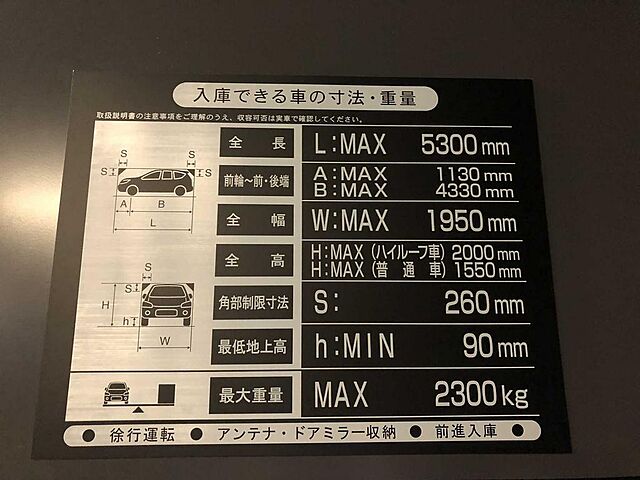 入庫できる車の寸法・重量
取扱説明書の注意事項をご理解のうえ、収容可否は実車で確認してください。
全長 L:MAX 5300mm
前輪〜前・後端 A:MAX 1130mm
B:MAX 4330mm
全幅 W:MAX 1950mm
全高 H:MAX(ハイルーフ車) 2000mm
H:MAX(普通車) 1550mm
角部制限寸法 S: 260mm
最低地上高 h:MIN 90mm
最大重量 MAX 2300kg
S
S S
A B
L
S
S
H
h
W
● 徐行運転 ● アンテナ・ドアミラー収納 ● 前進入庫 ●